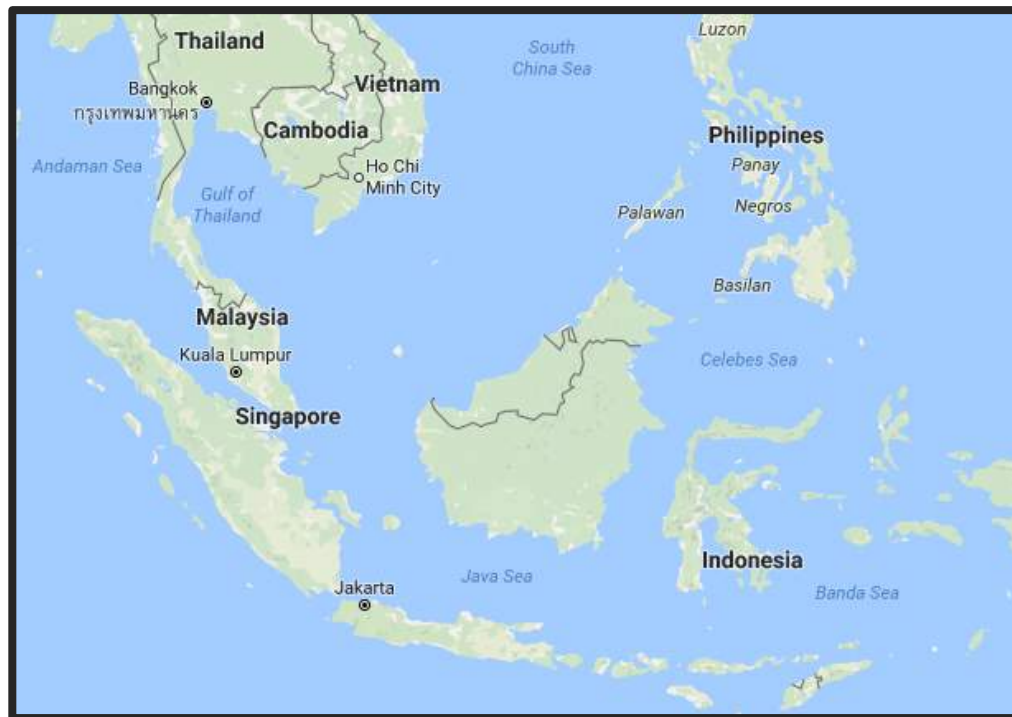 Luzon
Thailand
South
China Sea
Vietnam
Bangkok
กรุงเทพมหานคร
Cambodia
Philippines
Andaman Sea
Ho Chi
Minh City
Panay
Gulf of
Thailand
Palawan
Negros
Basilan
Malaysia
Kuala Lumpur
Celebes Sea
Singapore
Indonesia
Java Sea
Jakarta
Banda Sea